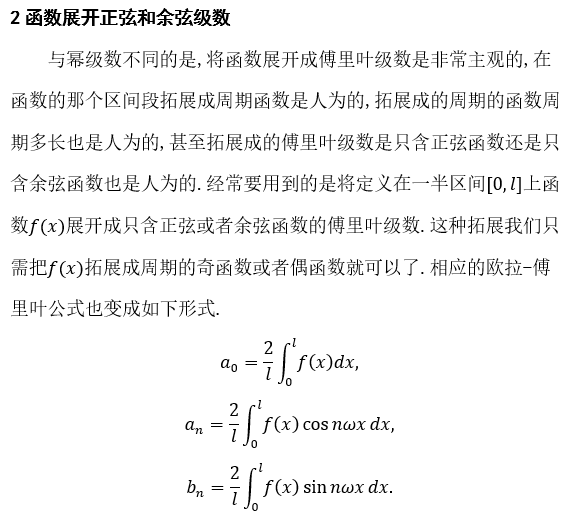 2 函数展开正弦和余弦级数
与幂级数不同的是, 将函数展开成傅里叶级数是非常主观的, 在
函数的那个区间段拓展成周期函数是人为的, 拓展成的周期的函数周
期多长也是人为的, 甚至拓展成的傅里叶级数是只含正弦函数还是只
含余弦函数也是人为的. 经常要用到的是将定义在一半区间[0, l]上函
数f(x)展开成只含正弦或者余弦函数的傅里叶级数. 这种拓展我们只
需把f(x)拓展成周期的奇函数或者偶函数就可以了. 相应的欧拉–傅
里叶公式也变成如下形式.
a₀ = 2/l ∫₀ˡ f(x)dx,
aₙ = 2/l ∫₀ˡ f(x) cos nωx dx,
bₙ = 2/l ∫₀ˡ f(x) sin nωx dx.